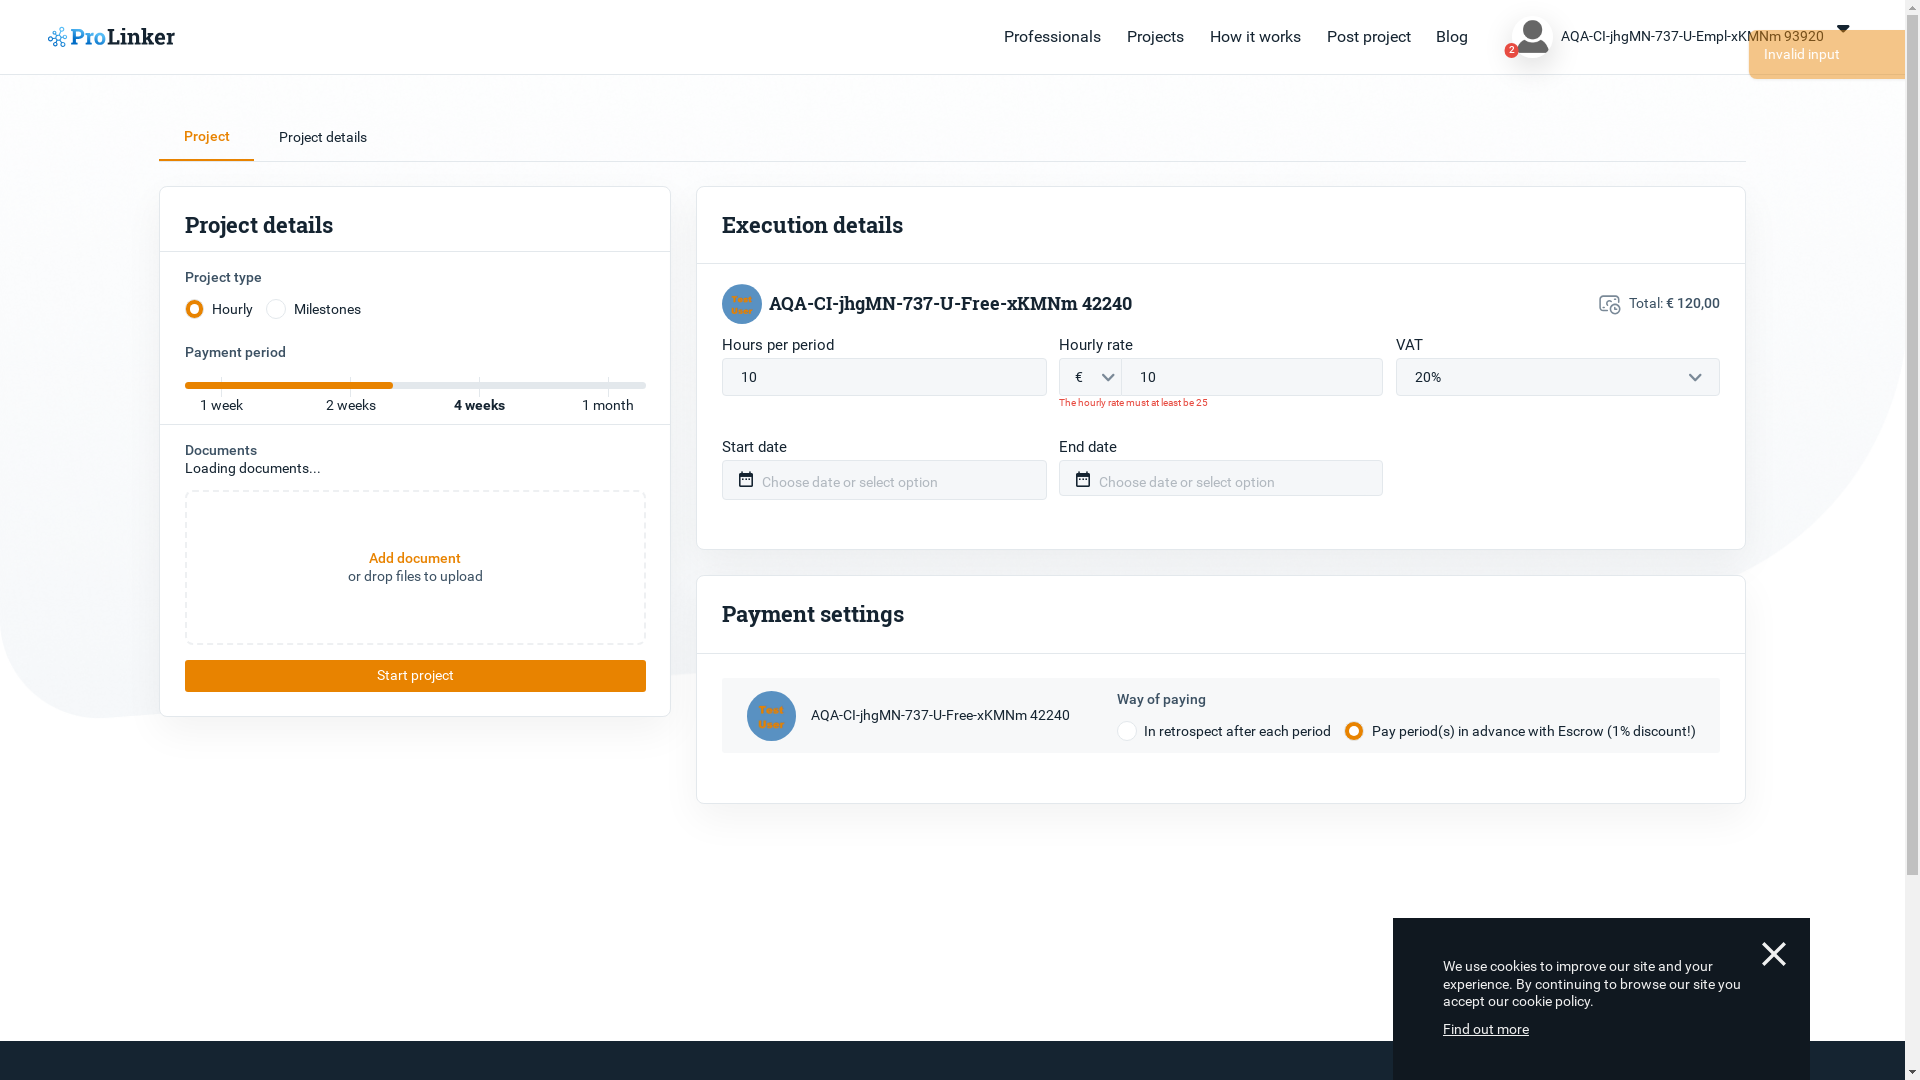 ProLinker
Professionals
Projects
How it works
Post project
Blog
2
AQA-CI-jhgMN-737-U-Empl-xKMNm 93920
Invalid input
Project
Project details
Project details
Project type
Hourly
Milestones
Payment period
1 week
2 weeks
4 weeks
1 month
Documents
Loading documents...
Add document
or drop files to upload
Start project
Execution details
Test
User
AQA-CI-jhgMN-737-U-Free-xKMNm 42240
Total: € 120,00
Hours per period
Hourly rate
VAT
10
€
10
20%
The hourly rate must at least be 25
Start date
End date
Choose date or select option
Choose date or select option
Payment settings
Test
User
AQA-CI-jhgMN-737-U-Free-xKMNm 42240
Way of paying
In retrospect after each period
Pay period(s) in advance with Escrow (1% discount!)
We use cookies to improve our site and your
experience. By continuing to browse our site you
accept our cookie policy.
Find out more